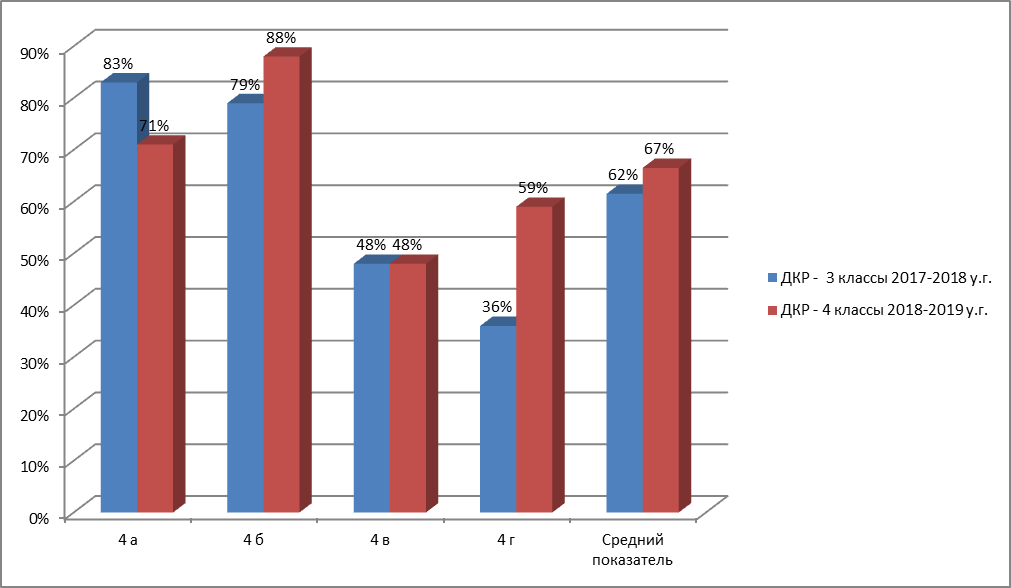 90%
80%
70%
60%
50%
40%
30%
20%
10%
0%
83%
71%
79%
88%
48%
48%
36%
59%
62%
67%
4 а
4 б
4 в
4 г
Средний
показатель
ДКР -  3 классы 2017-2018 у.г.
ДКР - 4 классы 2018-2019 у.г.